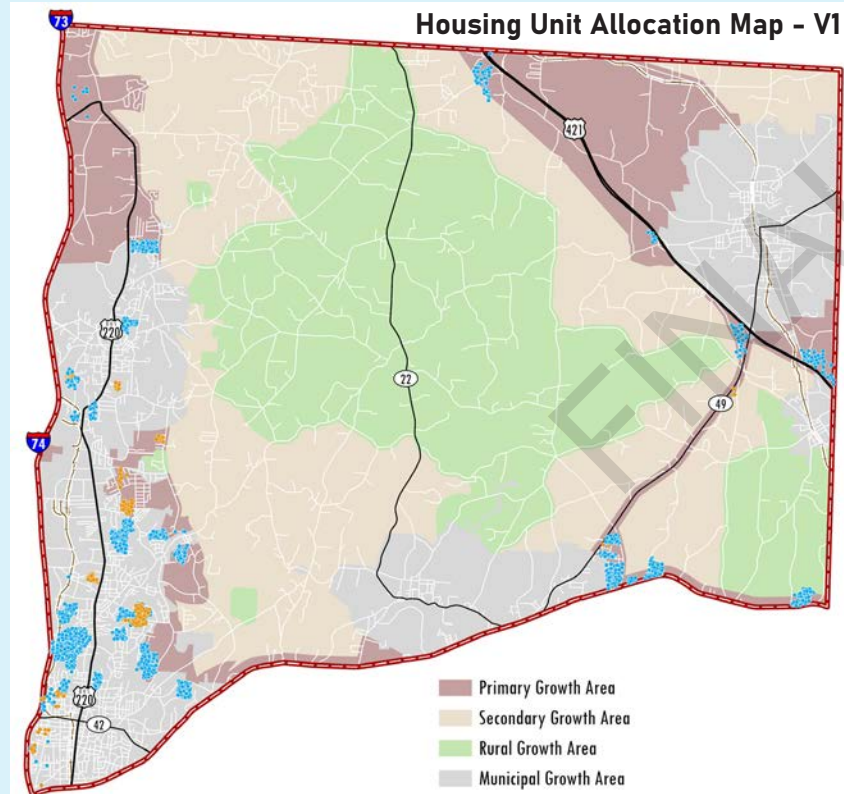 Housing Unit Allocation Map - V1
73
421
220
22
49
74
220
42
FINA
Primary Growth Area
Secondary Growth Area
Rural Growth Area
Municipal Growth Area